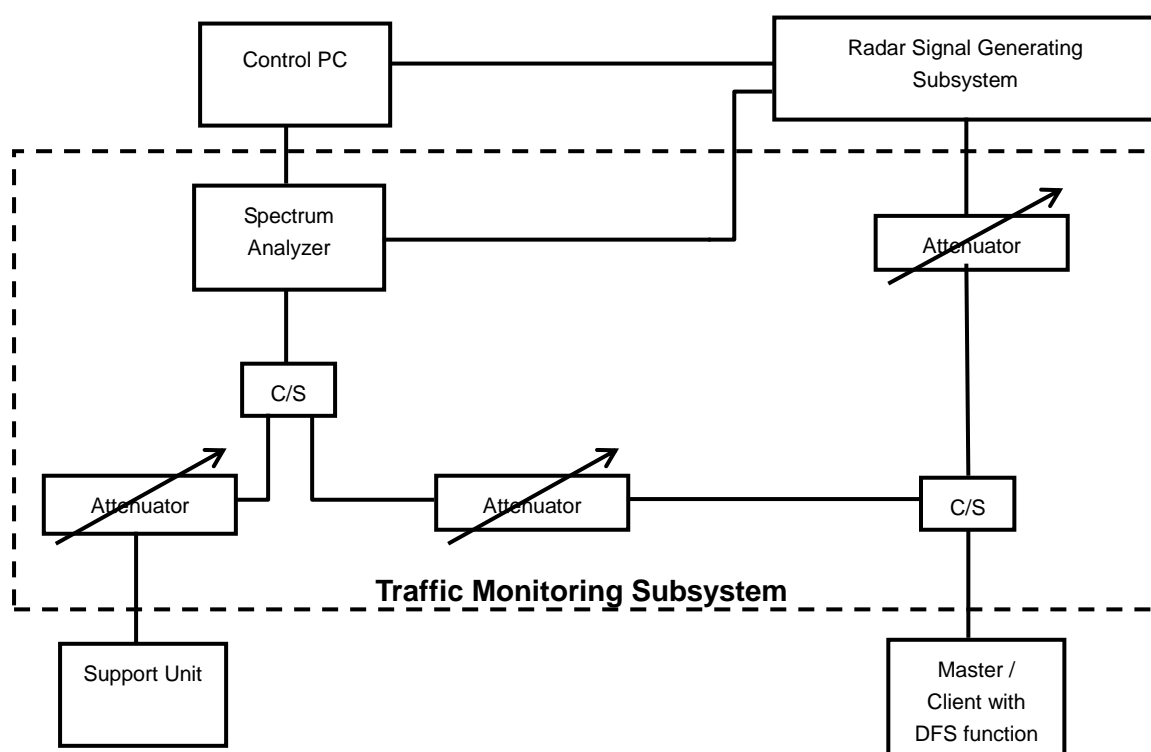 Control PC
Radar Signal Generating
Subsystem
Spectrum
Analyzer
Attenuator
C/S
Attenuator
Attenuator
C/S
Traffic Monitoring Subsystem
Support Unit
Master /
Client with
DFS function